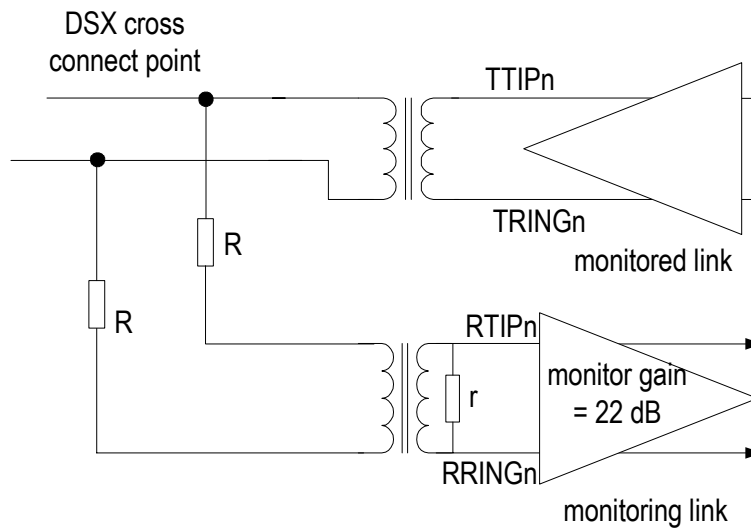 DSX cross
connect point
TTIPn
TRINGn
monitored link
R
R
RTIPn
monitor gain
= 22 dB
r
RRINGn
monitoring link